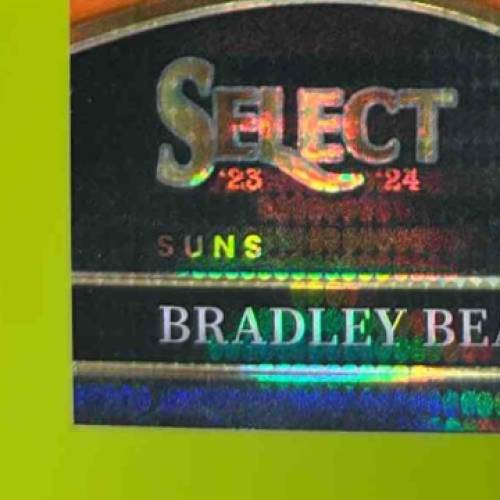 SELECT
'23 '24
SUNS
BRADLEY BEA